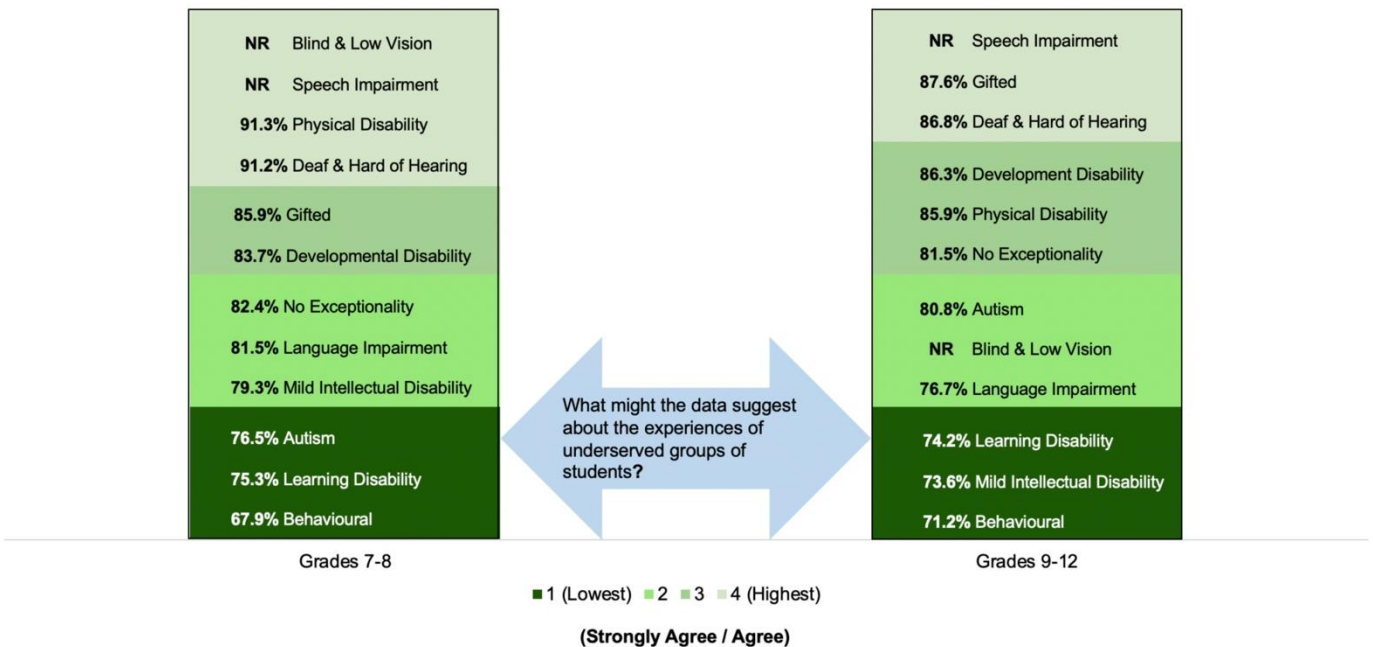 NR Blind & Low Vision
NR Speech Impairment
91.3% Physical Disability
91.2% Deaf & Hard of Hearing
85.9% Gifted
83.7% Developmental Disability
82.4% No Exceptionality
81.5% Language Impairment
79.3% Mild Intellectual Disability
76.5% Autism
75.3% Learning Disability
67.9% Behavioural
Grades 7-8
What might the data suggest
about the experiences of
underserved groups of
students?
NR Speech Impairment
87.6% Gifted
86.8% Deaf & Hard of Hearing
86.3% Development Disability
85.9% Physical Disability
81.5% No Exceptionality
80.8% Autism
NR Blind & Low Vision
76.7% Language Impairment
74.2% Learning Disability
73.6% Mild Intellectual Disability
71.2% Behavioural
Grades 9-12
1 (Lowest) 2 3 4 (Highest)
(Strongly Agree / Agree)